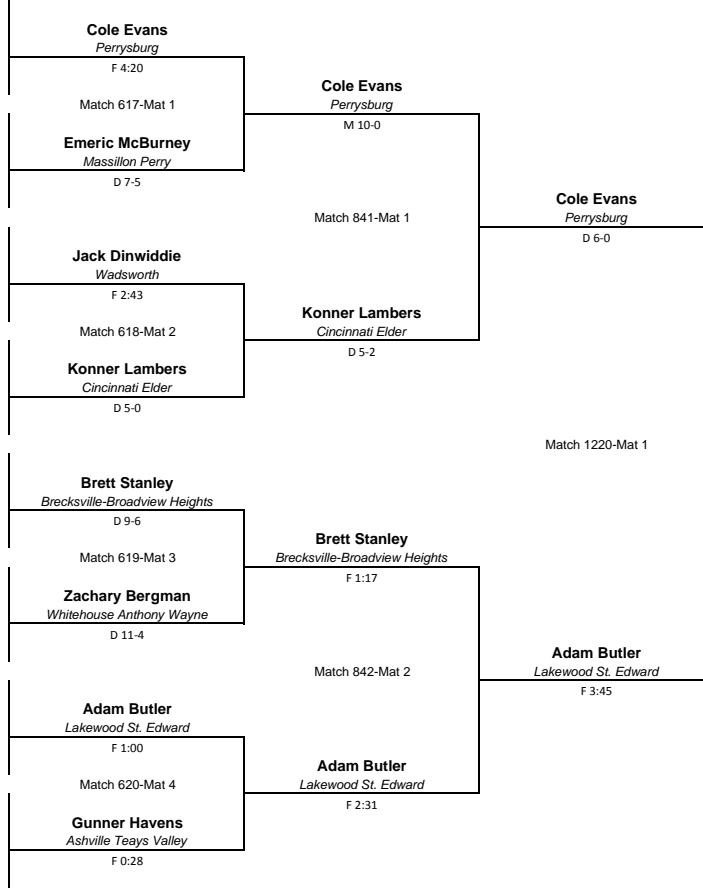 Cole Evans
Perrysburg
F 4:20
Match 617-Mat 1
Emeric McBurney
Massillon Perry
D 7-5
Jack Dinwiddie
Wadsworth
F 2:43
Match 618-Mat 2
Konner Lambers
Cincinnati Elder
D 5-0
Brett Stanley
Brecksville-Broadview Heights
D 9-6
Match 619-Mat 3
Zachary Bergman
Whitehouse Anthony Wayne
D 11-4
Adam Butler
Lakewood St. Edward
F 1:00
Match 620-Mat 4
Gunner Havens
Ashville Teays Valley
F 0:28
Cole Evans
Perrysburg
M 10-0
Match 841-Mat 1
Konner Lambers
Cincinnati Elder
D 5-2
Brett Stanley
Brecksville-Broadview Heights
F 1:17
Match 842-Mat 2
Adam Butler
Lakewood St. Edward
F 2:31
Cole Evans
Perrysburg
D 6-0
Match 1220-Mat 1
Adam Butler
Lakewood St. Edward
F 3:45